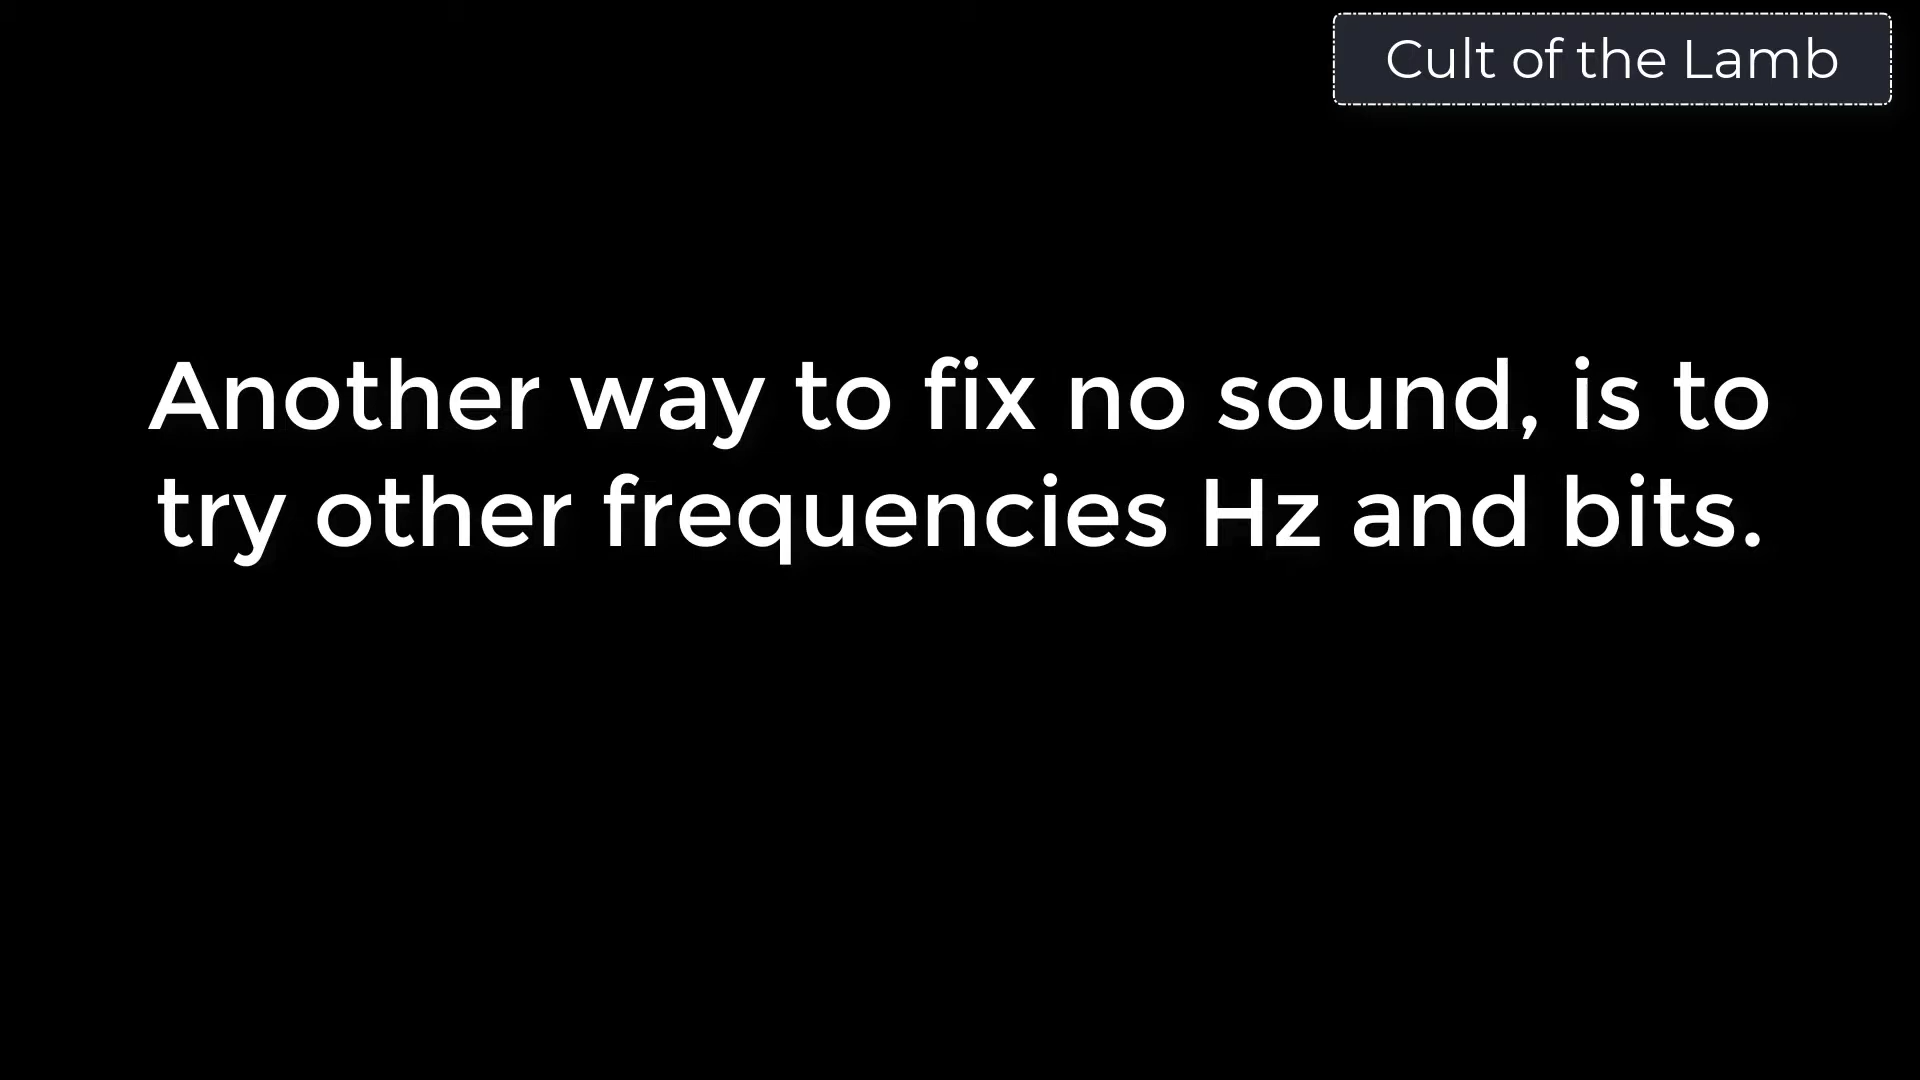 Cult of the Lamb
Another way to fix no sound, is to
try other frequencies Hz and bits.